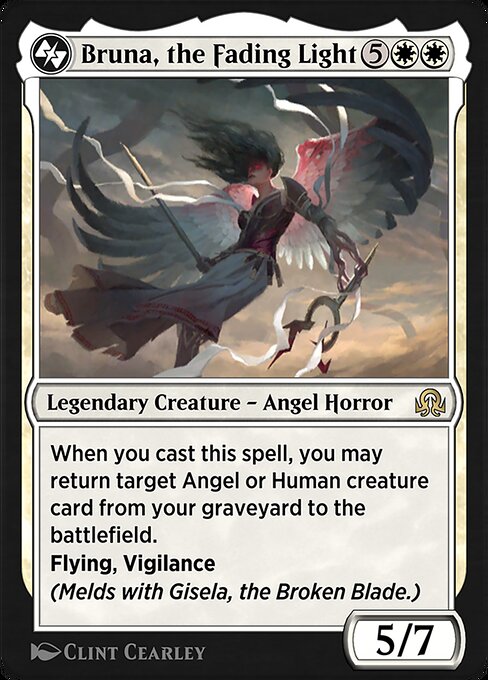 Bruna, the Fading Light 5
Legendary Creature – Angel Horror
When you cast this spell, you may
return target Angel or Human creature
card from your graveyard to the
battlefield.
Flying, Vigilance
(Melds with Gisela, the Broken Blade.)
5/7
CLINT CEARLEY